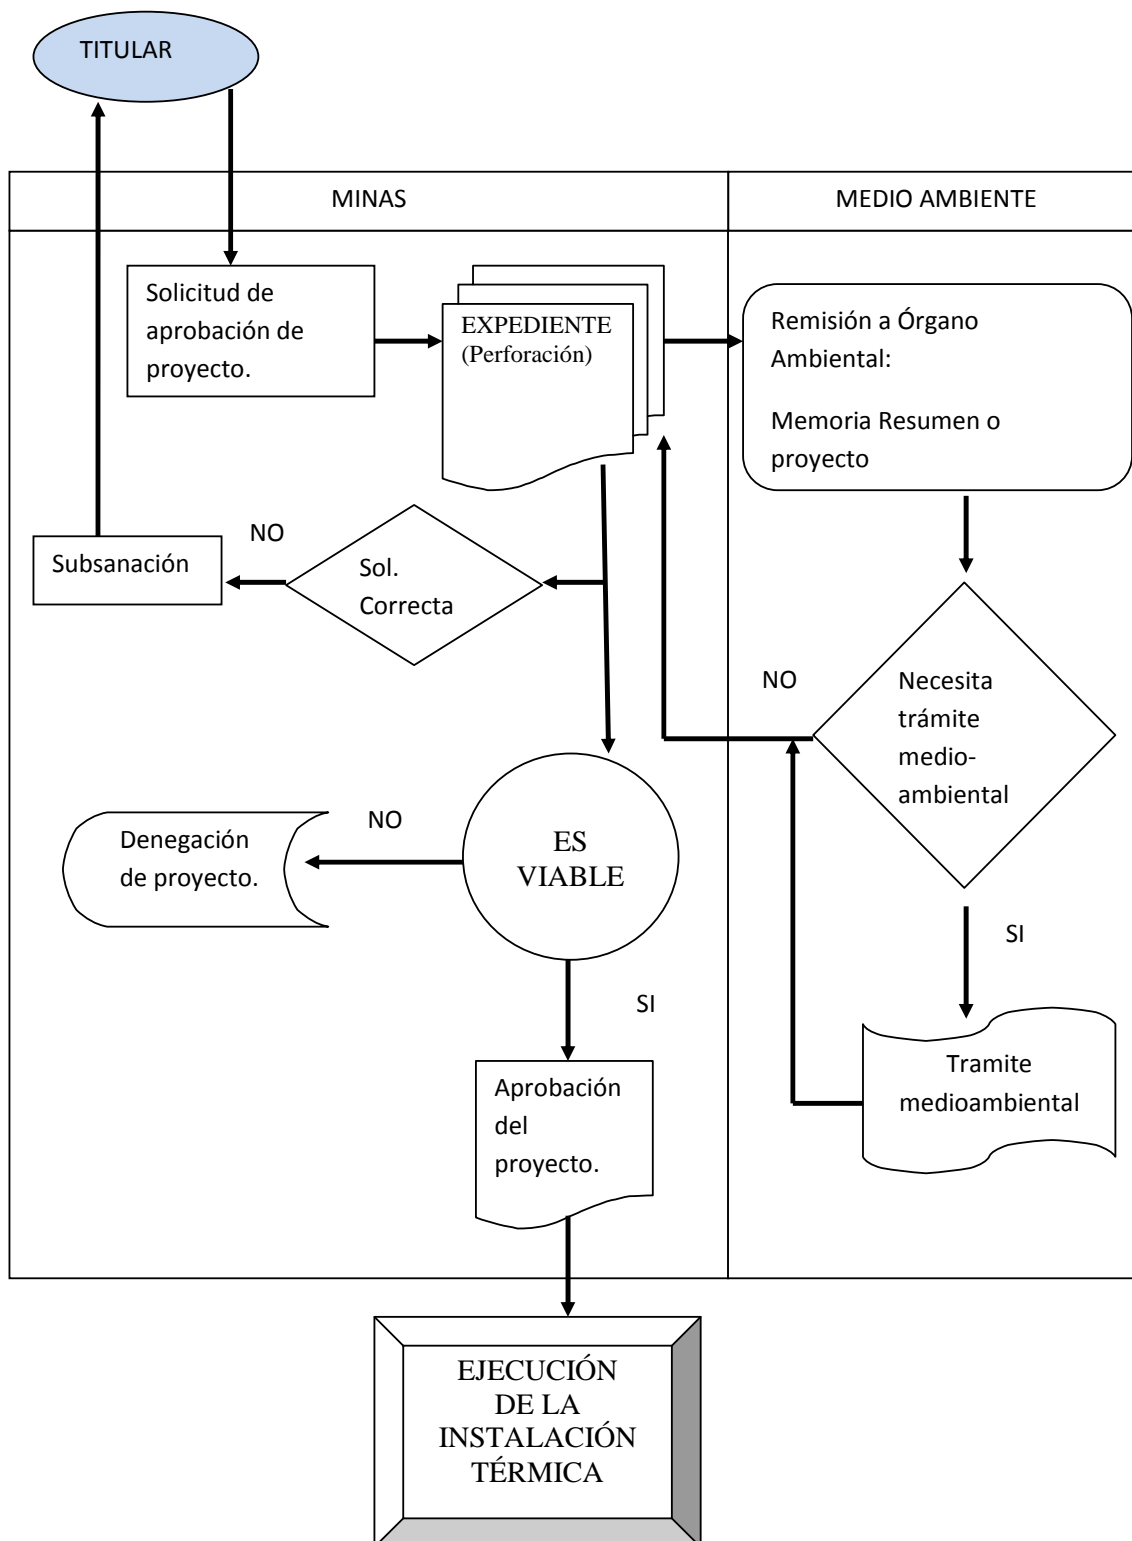 TITULAR
MINAS
MEDIO AMBIENTE
Solicitud de
aprobación de
proyecto.
EXPEDIENTE
(Perforación)
Remisión a Órgano
Ambiental:
Memoria Resumen o
proyecto
NO
Subsanación
Sol.
Correcta
NO
Necesita
trámite
medio-
ambiental
Denegación
de proyecto.
NO
ES
VIABLE
SI
SI
Tramite
medioambiental
Aprobación
del
proyecto.
EJECUCIÓN
DE LA
INSTALACIÓN
TÉRMICA